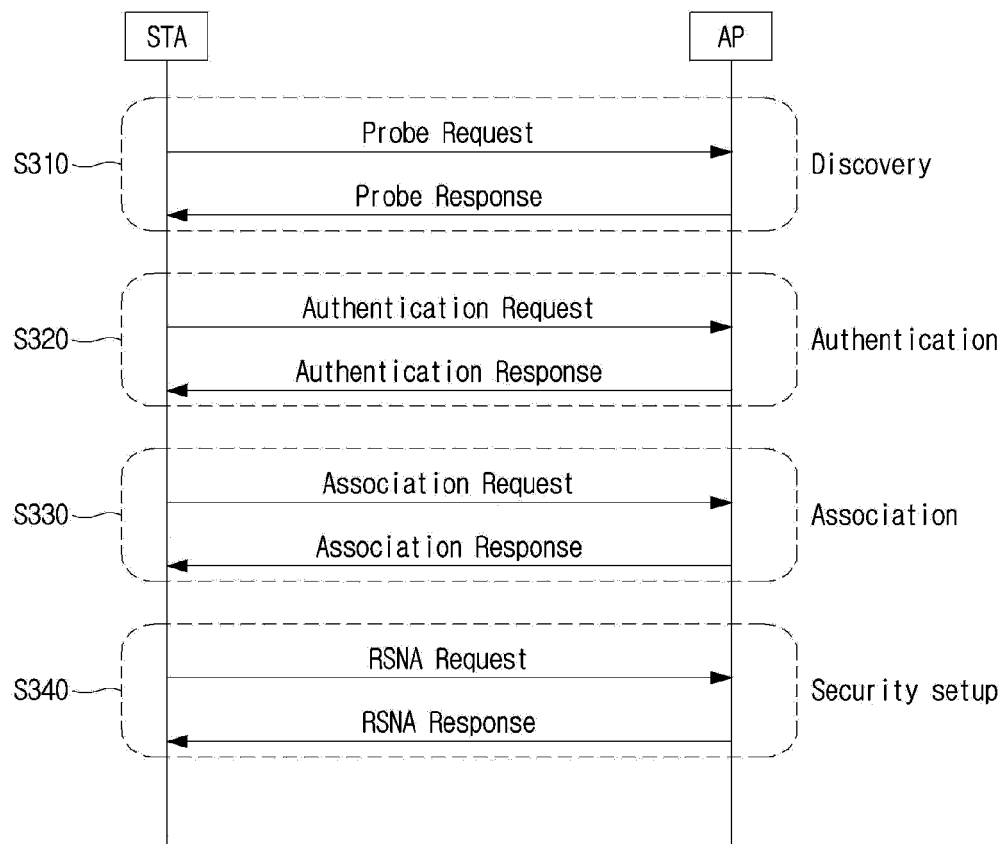 STA
AP
Probe Request
S310
Discovery
Probe Response
Authentication Request
S320
Authentication
Authentication Response
Association Request
S330
Association
Association Response
RSNA Request
S340
Security setup
RSNA Response